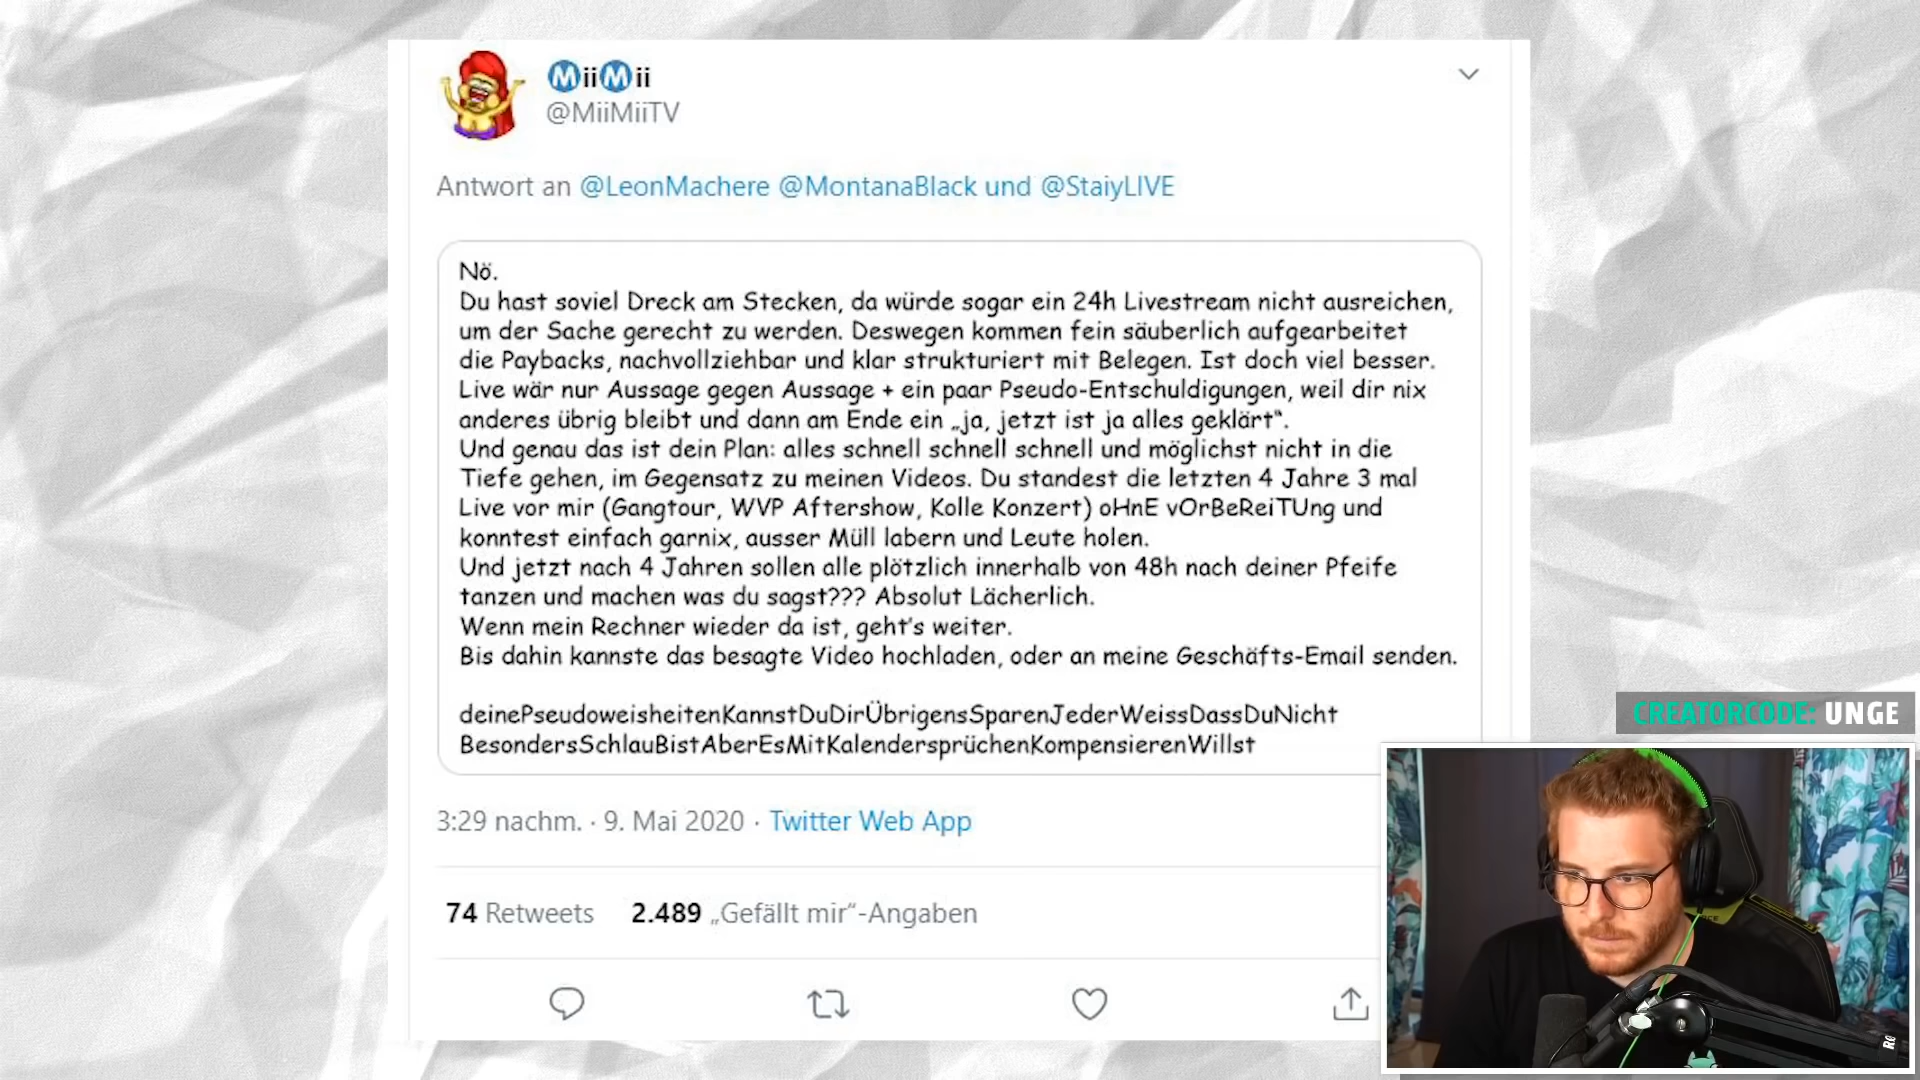 ⓂiiⓂii
@MiiMiiTV
Antwort an @LeonMachere @MontanaBlack und @StaiyLIVE
Nö.
Du hast soviel Dreck am Stecken, da würde sogar ein 24h Livestream nicht ausreichen,
um der Sache gerecht zu werden. Deswegen kommen fein säuberlich aufgearbeitet
die Paybacks, nachvollziehbar und klar strukturiert mit Belegen. Ist doch viel besser.
Live wär nur Aussage gegen Aussage + ein paar Pseudo-Entschuldigungen, weil dir nix
anderes übrig bleibt und dann am Ende ein „ja, jetzt ist ja alles geklärt“.
Und genau das ist dein Plan: alles schnell schnell schnell und möglichst nicht in die
Tiefe gehen, im Gegensatz zu meinen Videos. Du standest die letzten 4 Jahre 3 mal
Live vor mir (Gangtour, WVP Aftershow, Kolle Konzert) oHnE vOrBeReiTUng und
konntest einfach garnix, ausser Müll labern und Leute holen.
Und jetzt nach 4 Jahren sollen alle plötzlich innerhalb von 48h nach deiner Pfeife
tanzen und machen was du sagst??? Absolut Lächerlich.
Wenn mein Rechner wieder da ist, geht's weiter.
Bis dahin kannste das besagte Video hochladen, oder an meine Geschäfts-Email senden.
deinePseudoweisheitenKannstDuDirÜbrigensSparenJederWeissDassDuNicht
BesondersSchlauBistAberEsMitKalendersprüchenKompensierenWillst
3:29 nachm. · 9. Mai 2020 · Twitter Web App
74 Retweets 2.489 „Gefällt mir“-Angaben
CREATORCODE: UNGE